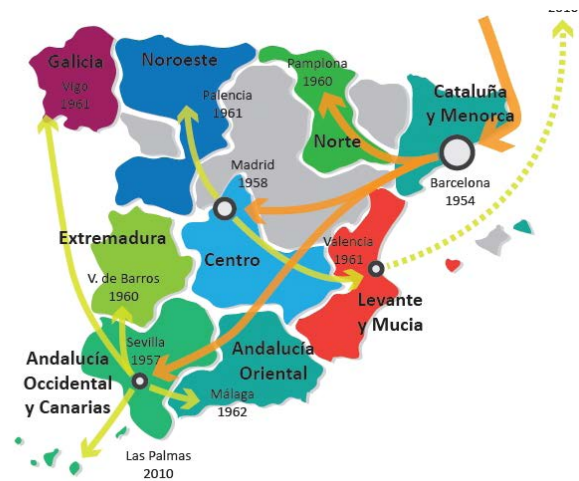 2010
Galicia
Vigo
1961
Noroeste
Palencia
1961
Pamplona
1960
Norte
Cataluña
y Menorca
Barcelona
1954
Madrid
1958
Extremadura
V. de Barros
1960
Centro
Valencia
1961
Levante
y Mucia
Sevilla
1957
Andalucía
Occidental
y Canarias
Andalucía
Oriental
Málaga
1962
Las Palmas
2010